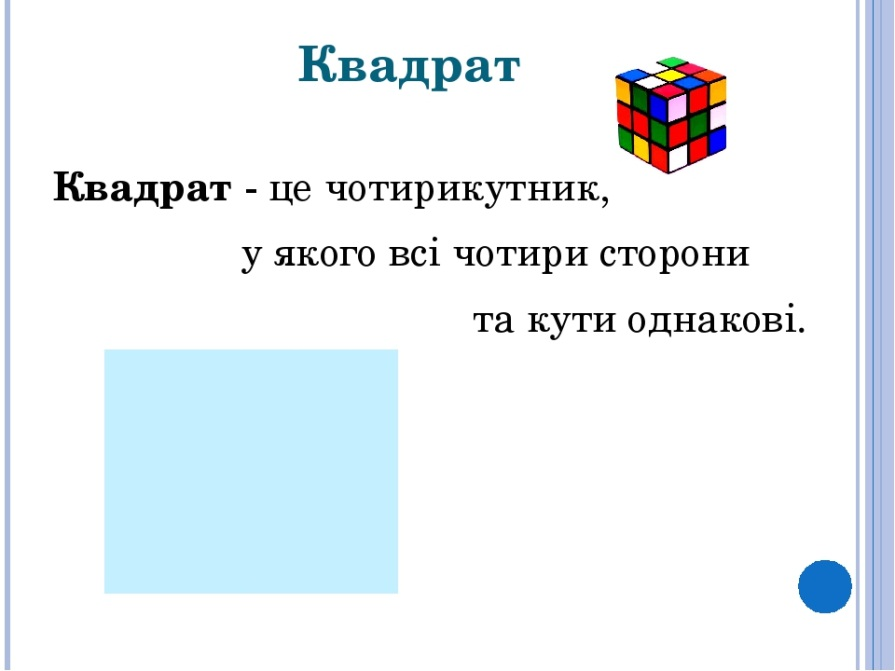 Квадрат
Квадрат - це чотирикутник,
у якого всі чотири сторони
та кути однакові.